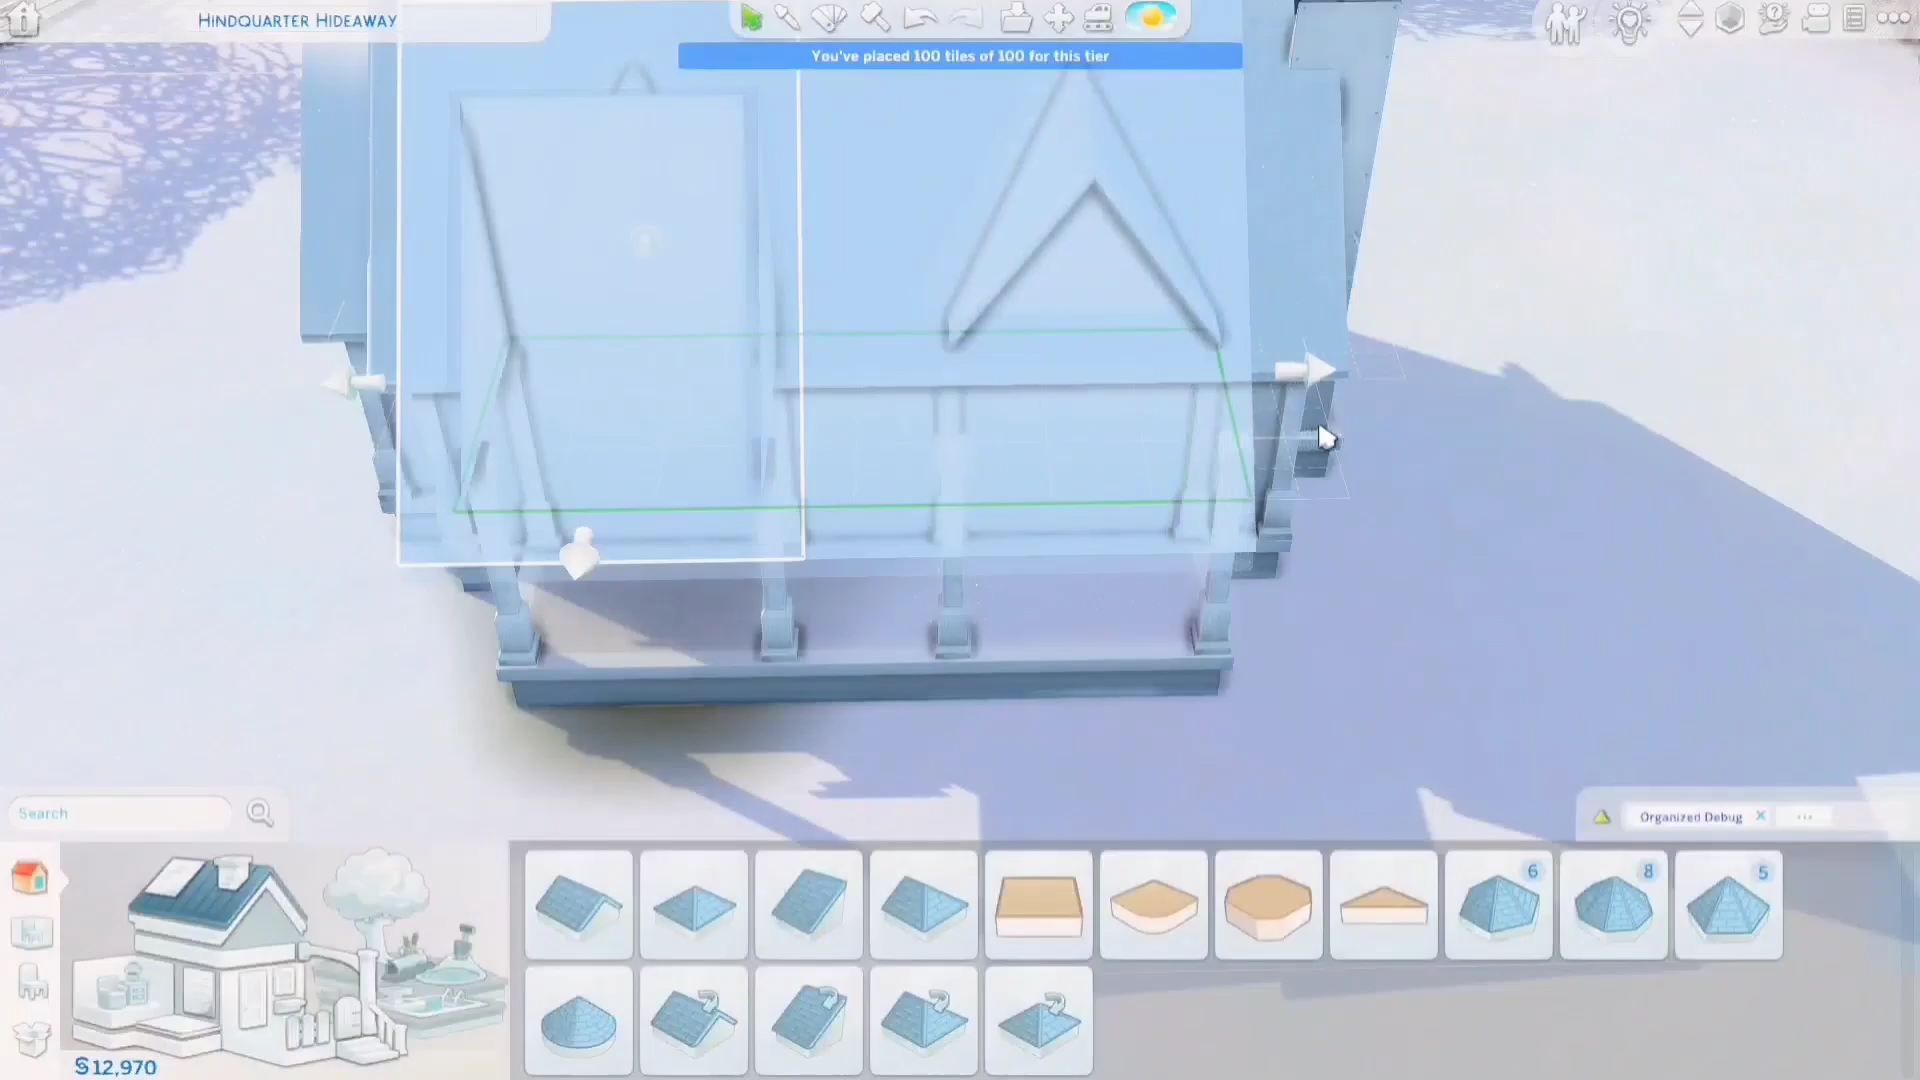 HINDQUARTER HIDEAWAY
You've placed 100 tiles of 100 for this tier
Search
Organized Debug
6
8
5
§12,970